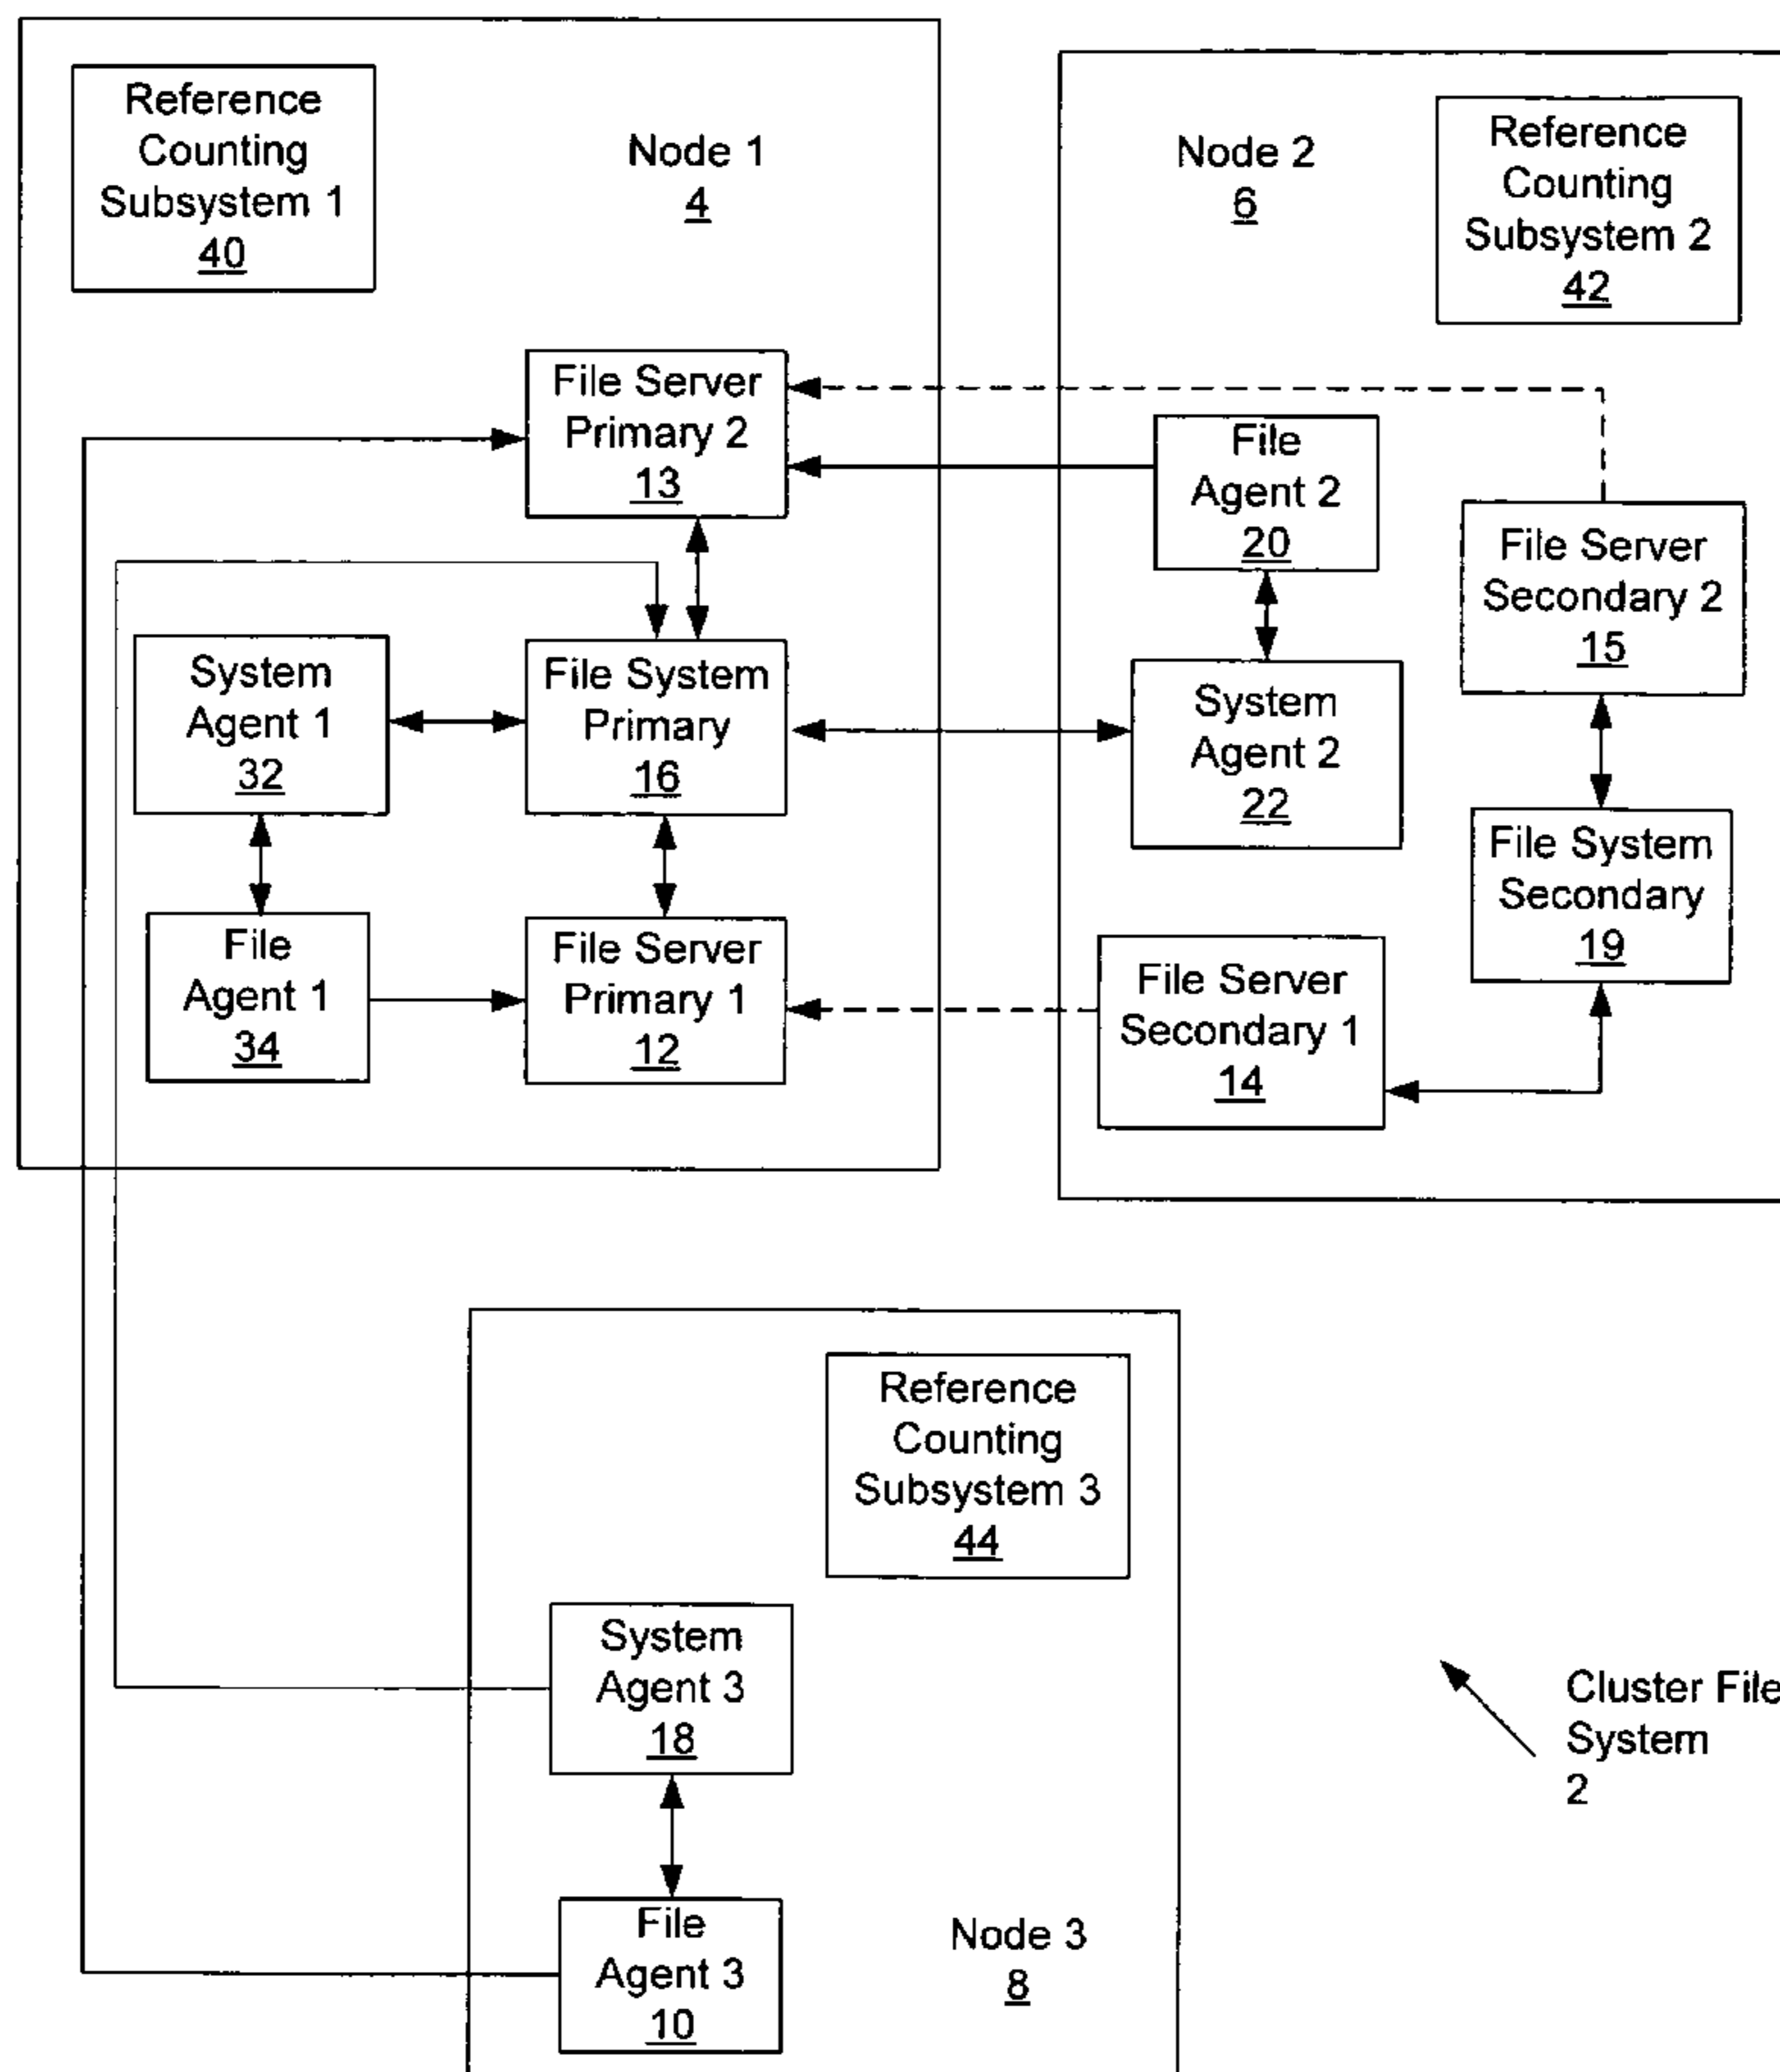 Reference
Counting
Subsystem 1
40
Node 1
4
Node 2
6
Reference
Counting
Subsystem 2
42
File Server
Primary 2
13
File
Agent 2
20
File Server
Secondary 2
15
System
Agent 1
32
File System
Primary
16
System
Agent 2
22
File System
Secondary
19
File
Agent 1
34
File Server
Primary 1
12
File Server
Secondary 1
14
Reference
Counting
Subsystem 3
44
System
Agent 3
18
Cluster File
System
2
File
Agent 3
10
Node 3
8